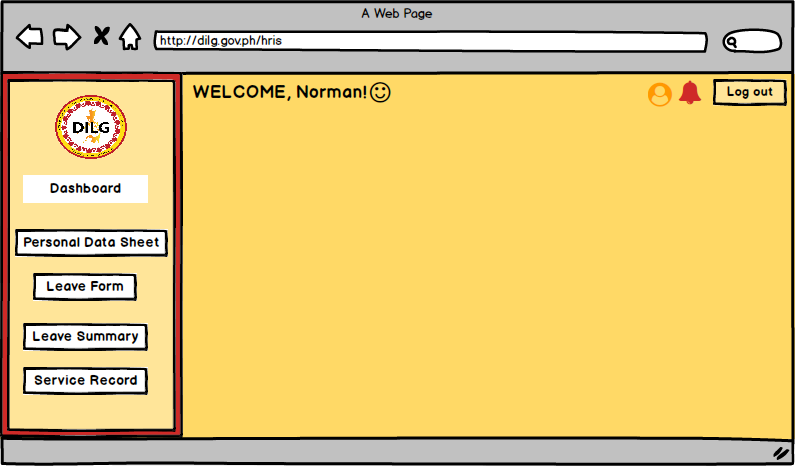 A Web Page
http://dilg.gov.ph/hris
WELCOME, Norman!
Log out
DILG
Dashboard
Personal Data Sheet
Leave Form
Leave Summary
Service Record